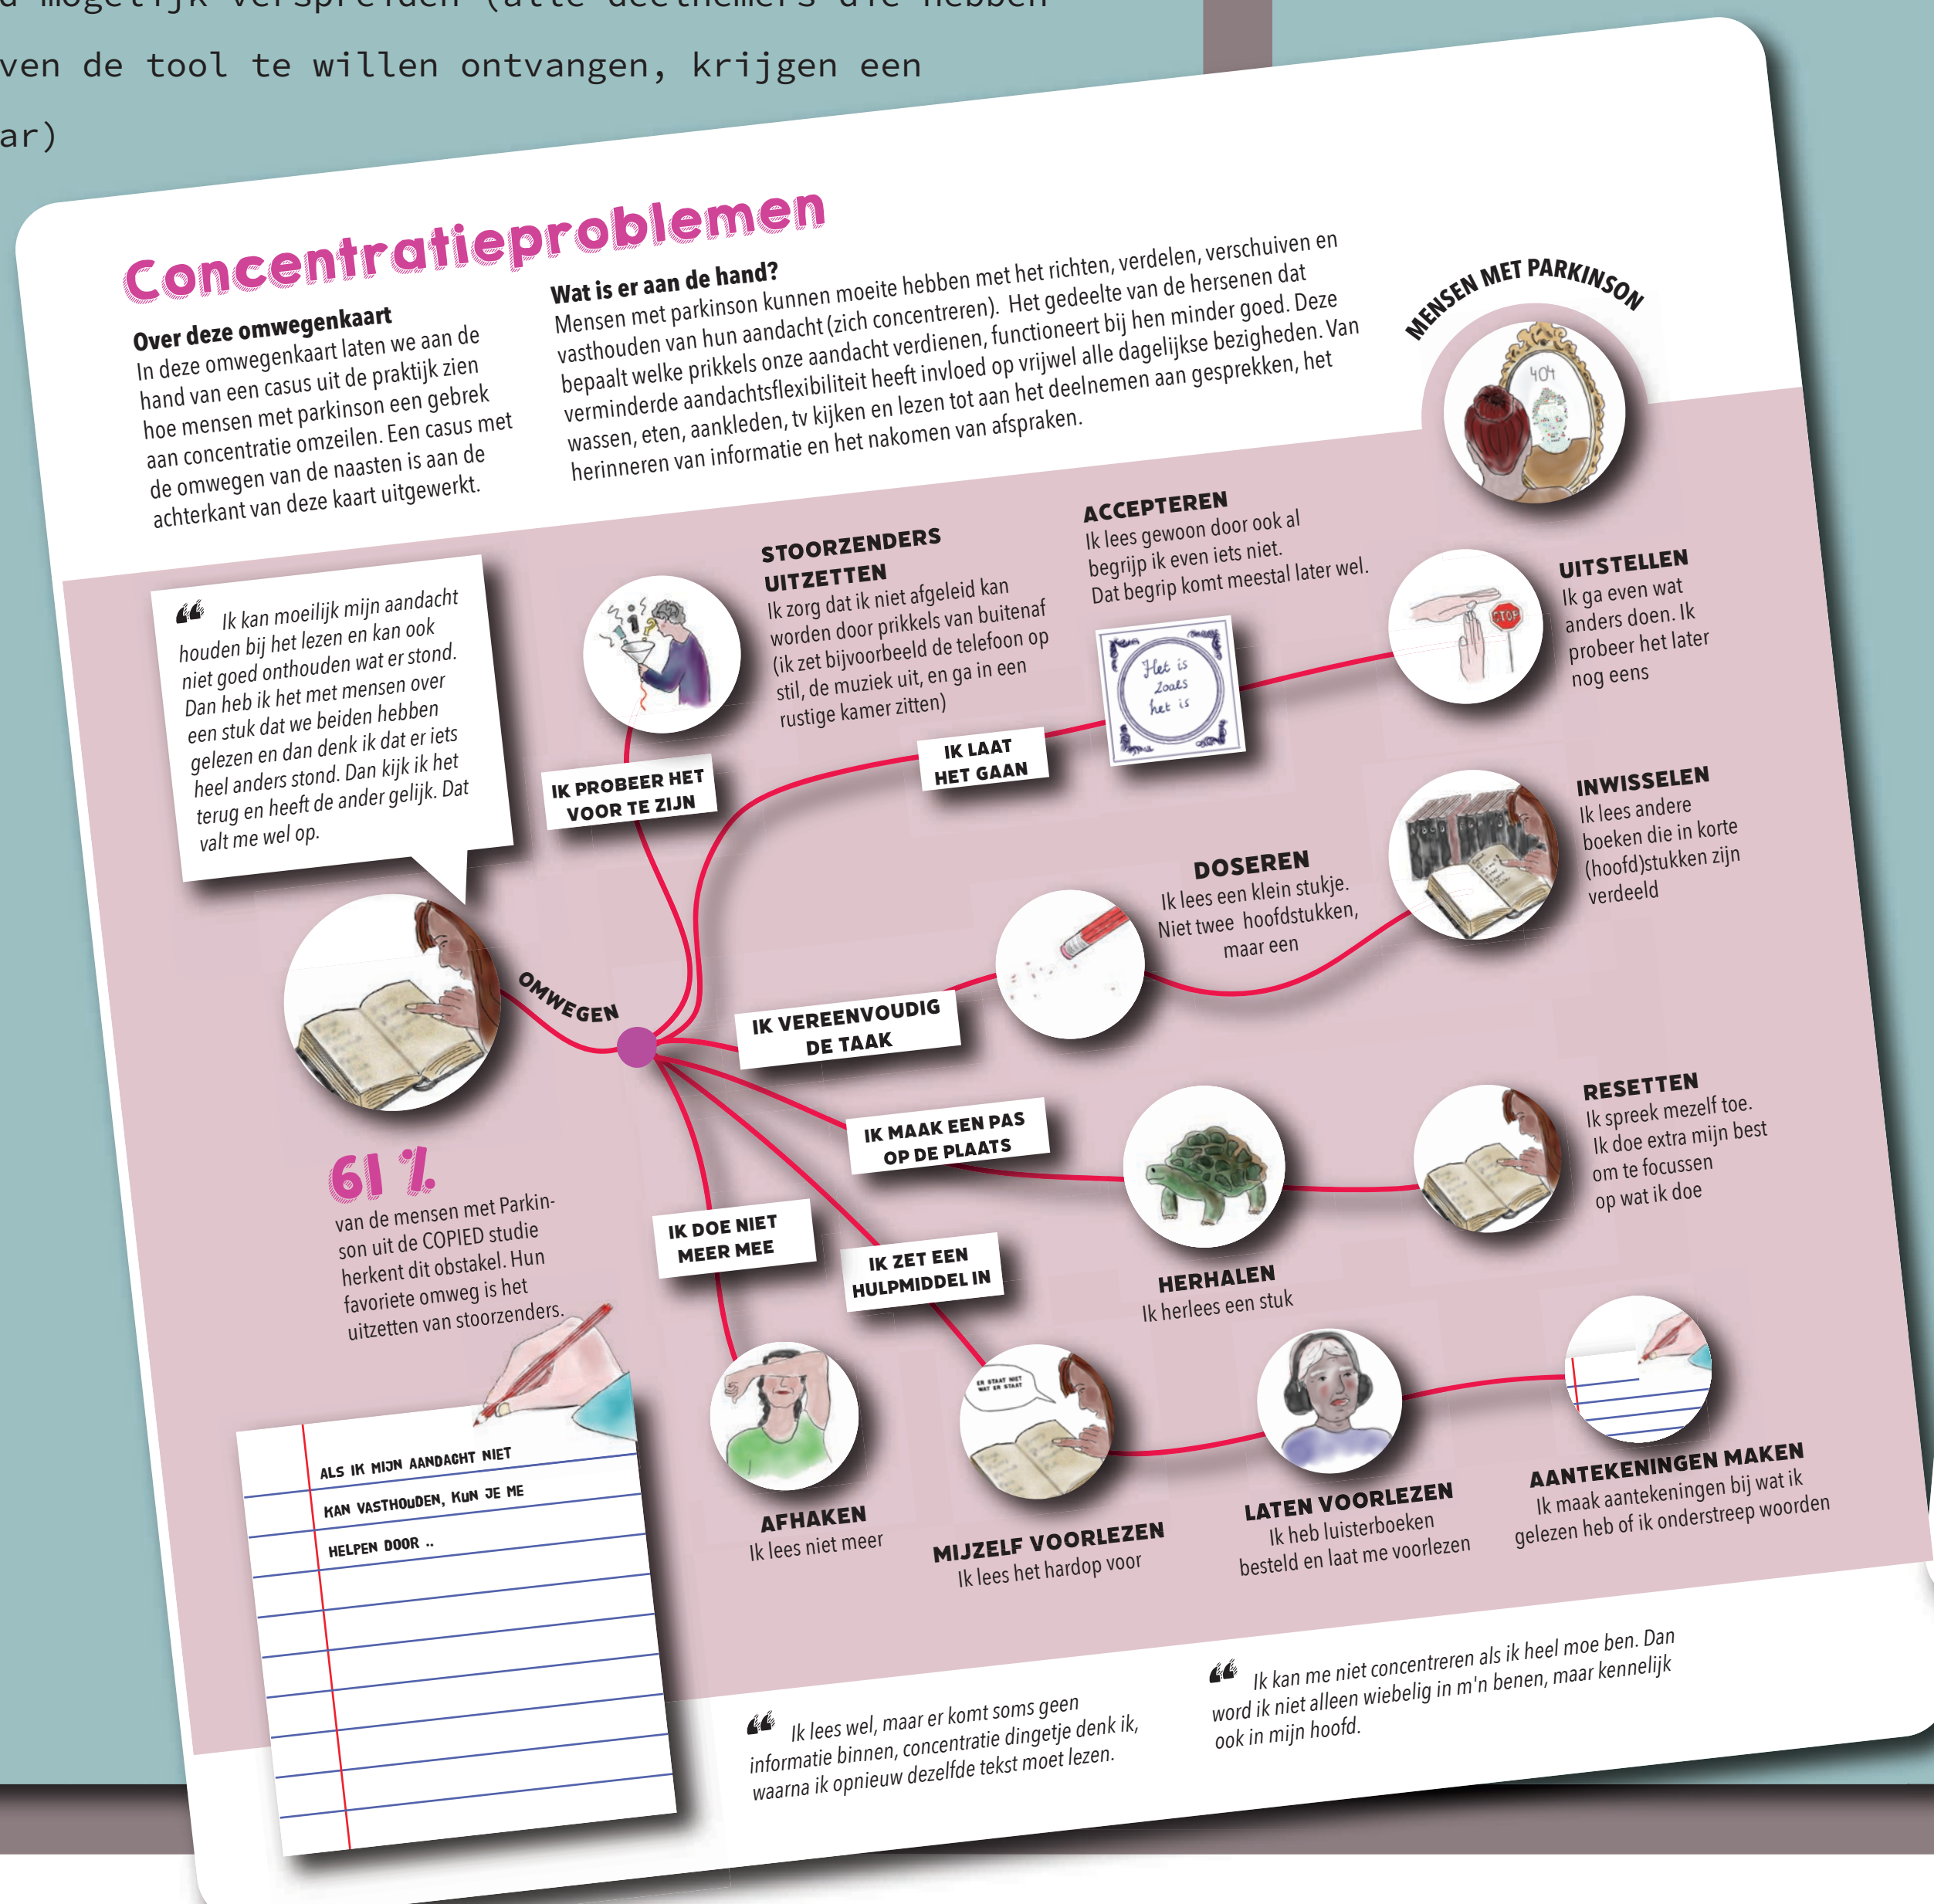 ven de tool te willen ontvangen, krijgen een
ar)
Concentratieproblemen
Over deze omwegenkaart
In deze omwegenkaart laten we aan de
hand van een casus uit de praktijk zien
hoe mensen met parkinson een gebrek
aan concentratie omzeilen. Een casus met
de omwegen van de naasten is aan de
achterkant van deze kaart uitgewerkt.
Wat is er aan de hand?
Mensen met parkinson kunnen moeite hebben met het richten, verdelen, verschuiven en
vasthouden van hun aandacht (zich concentreren). Het gedeelte van de hersenen dat
bepaalt welke prikkels onze aandacht verdienen, functioneert bij hen minder goed. Deze
verminderde aandachtsflexibiliteit heeft invloed op vrijwel alle dagelijkse bezigheden. Van
wassen, eten, aankleden, tv kijken en lezen tot aan het deelnemen aan gesprekken, het
herinneren van informatie en het nakomen van afspraken.
MENSEN MET PARKINSON
404
“ Ik kan moeilijk mijn aandacht
houden bij het lezen en kan ook
niet goed onthouden wat er stond.
Dan heb ik het met mensen over
een stuk dat we beiden hebben
gelezen en dan denk ik dat er iets
heel anders stond. Dan kijk ik het
terug en heeft de ander gelijk. Dat
valt me wel op.
OMWEGEN
IK PROBEER HET
VOOR TE ZIJN
STOORZENDERS
UITZETTEN
Ik zorg dat ik niet afgeleid kan
worden door prikkels van buitenaf
(ik zet bijvoorbeeld de telefoon op
stil, de muziek uit, en ga in een
rustige kamer zitten)
IK LAAT
HET GAAN
ACCEPTEREN
Ik lees gewoon door ook al
begrijp ik even iets niet.
Dat begrip komt meestal later wel.
Het is
zoals
het is
STOP
UITSTELLEN
Ik ga even wat
anders doen. Ik
probeer het later
nog eens
IK VEREENVOUDIG
DE TAAK
DOSEREN
Ik lees een klein stukje.
Niet twee hoofdstukken,
maar een
INWISSELEN
Ik lees andere
boeken die in korte
(hoofd)stukken zijn
verdeeld
IK MAAK EEN PAS
OP DE PLAATS
HERHALEN
Ik herlees een stuk
RESETTEN
Ik spreek mezelf toe.
Ik doe extra mijn best
om te focussen
op wat ik doe
IK DOE NIET
MEER MEE
AFHAKEN
Ik lees niet meer
IK ZET EEN
HULPMIDDEL IN
ER STAAT NIET
WAT ER STAAT
MIJZELF VOORLEZEN
Ik lees het hardop voor
LATEN VOORLEZEN
Ik heb luisterboeken
besteld en laat me voorlezen
AANTEKENINGEN MAKEN
Ik maak aantekeningen bij wat ik
gelezen heb of ik onderstreep woorden
61 %
van de mensen met Parkin-
son uit de COPIED studie
herkent dit obstakel. Hun
favoriete omweg is het
uitzetten van stoorzenders.
ALS IK MIJN AANDACHT NIET
KAN VASTHOUDEN, KUN JE ME
HELPEN DOOR ..
“ Ik lees wel, maar er komt soms geen
informatie binnen, concentratie dingetje denk ik,
waarna ik opnieuw dezelfde tekst moet lezen.
“ Ik kan me niet concentreren als ik heel moe ben. Dan
word ik niet alleen wiebelig in m'n benen, maar kennelijk
ook in mijn hoofd.